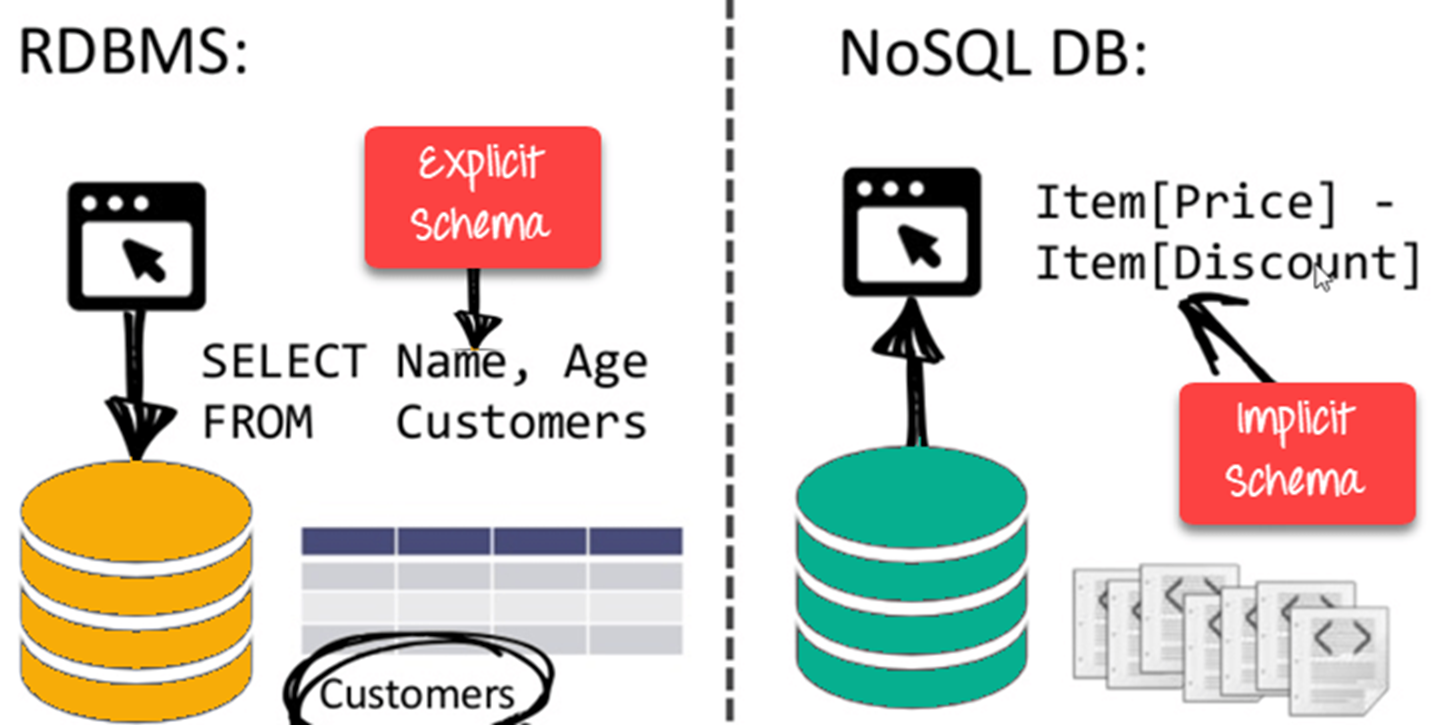 RDBMS:
Explicit
Schema
SELECT Name, Age
FROM Customers
Customers
NoSQL DB:
Item[Price] -
Item[Discount]
Implicit
Schema